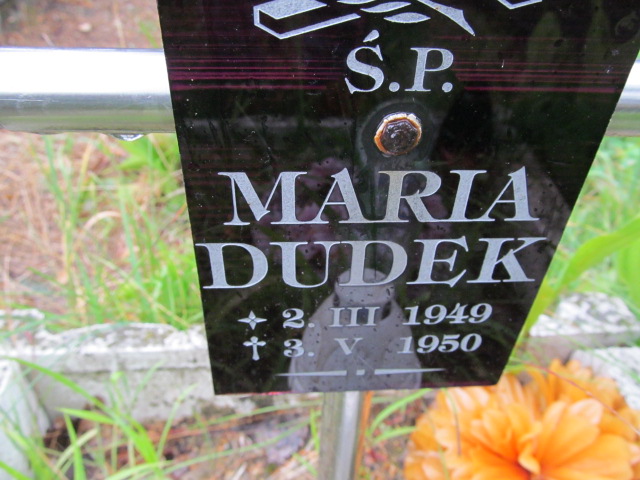 Ś.P.
MARIA
DUDEK
2. III 1949
3. V 1950